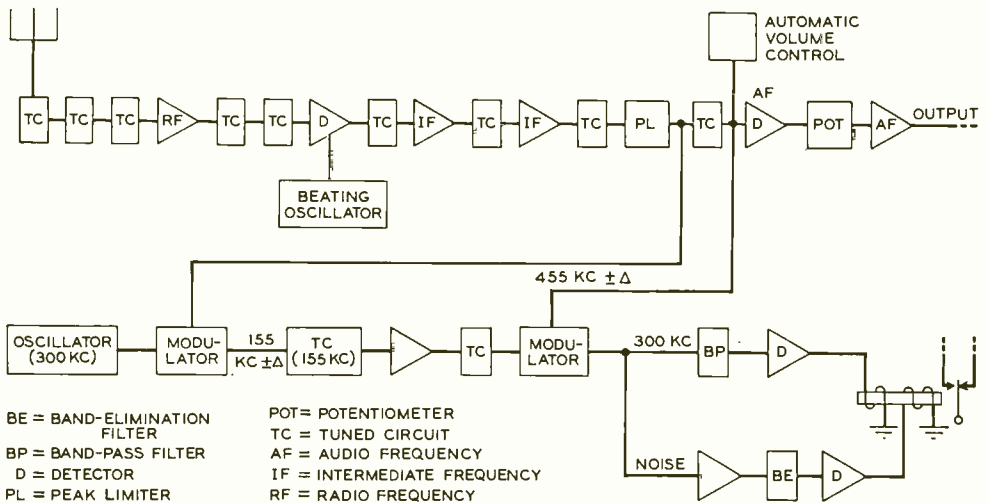 AUTOMATIC
VOLUME
CONTROL
TC
TC
TC
RF
TC
TC
D
TC
IF
TC
IF
TC
PL
TC
AF
D
POT
AF
OUTPUT
BEATING
OSCILLATOR
455 KC ± Δ
OSCILLATOR
(300 KC)
MODU-
LATOR
155
KC ± Δ
TC
(155 KC)
TC
MODU-
LATOR
300 KC
BP
D
NOISE
BE
D
BE = BAND-ELIMINATION
FILTER
BP = BAND-PASS FILTER
D = DETECTOR
PL = PEAK LIMITER
POT = POTENTIOMETER
TC = TUNED CIRCUIT
AF = AUDIO FREQUENCY
IF = INTERMEDIATE FREQUENCY
RF = RADIO FREQUENCY